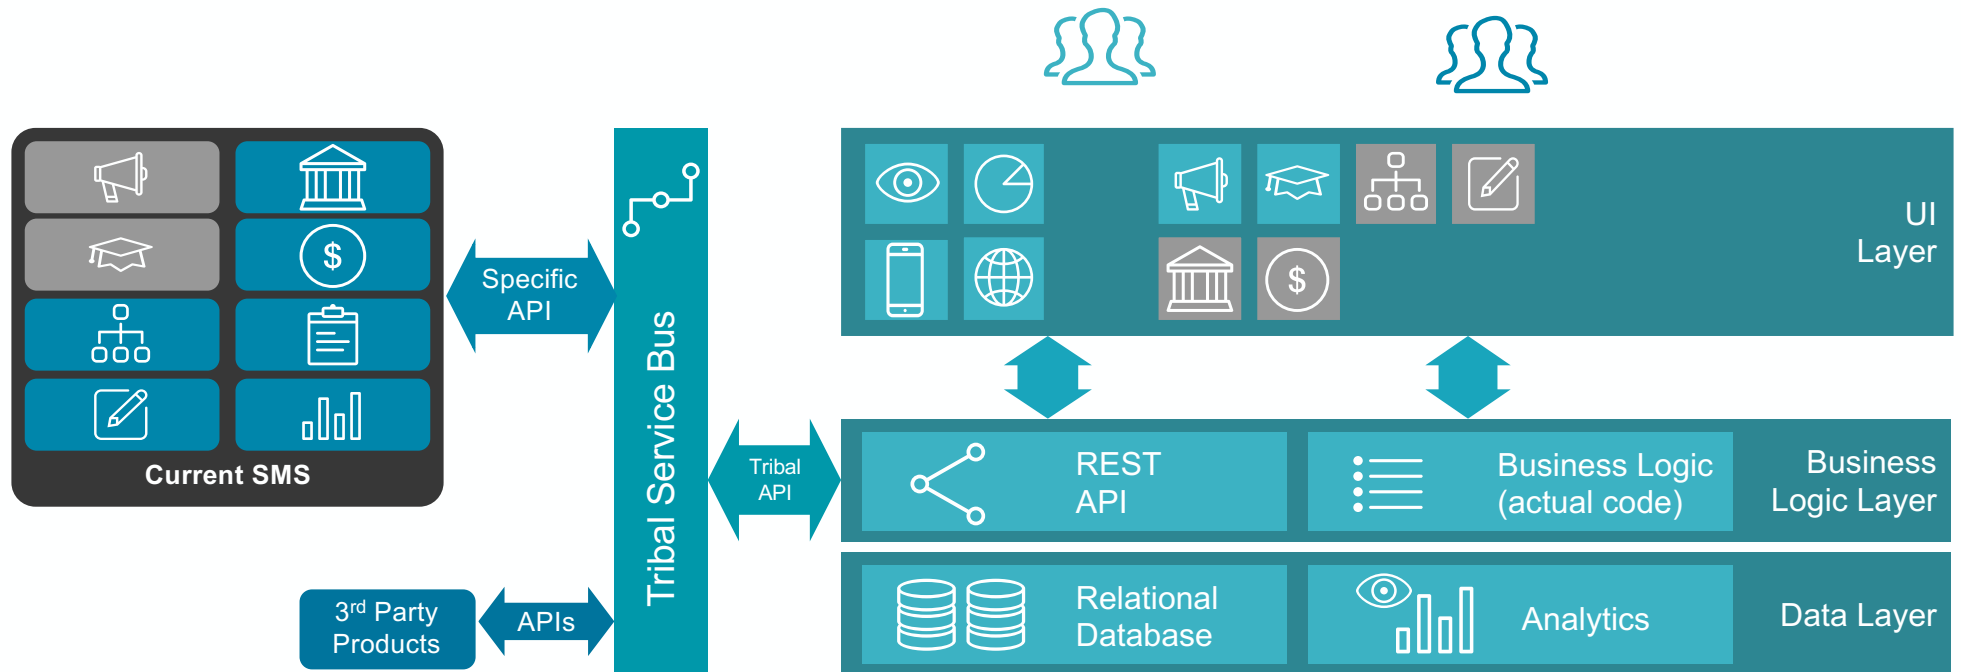 Current SMS
Specific
API
3rd Party
Products
APIs
Tribal Service Bus
Tribal
API
$
$
UI
Layer
REST
API
Business Logic
(actual code)
Business
Logic Layer
Relational
Database
Analytics
Data Layer